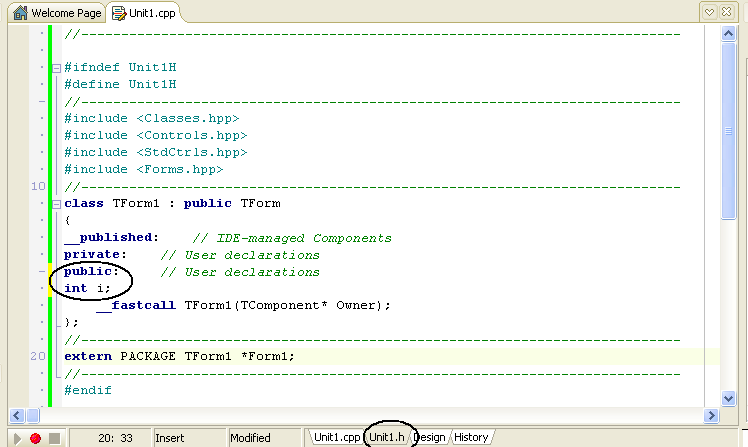 Welcome Page Unit1.cpp
//---------------------------------------------------------------------------
#ifndef Unit1H
#define Unit1H
//---------------------------------------------------------------------------
#include <Classes.hpp>
#include <Controls.hpp>
#include <StdCtrls.hpp>
#include <Forms.hpp>
10 //---------------------------------------------------------------------------
class TForm1 : public TForm
{
__published:    // IDE-managed Components
private:    // User declarations
public:     // User declarations
int i;
    __fastcall TForm1(TComponent* Owner);
};
//---------------------------------------------------------------------------
20 extern PACKAGE TForm1 *Form1;
//---------------------------------------------------------------------------
#endif
20: 33 Insert Modified Unit1.cpp Unit1.h Design History